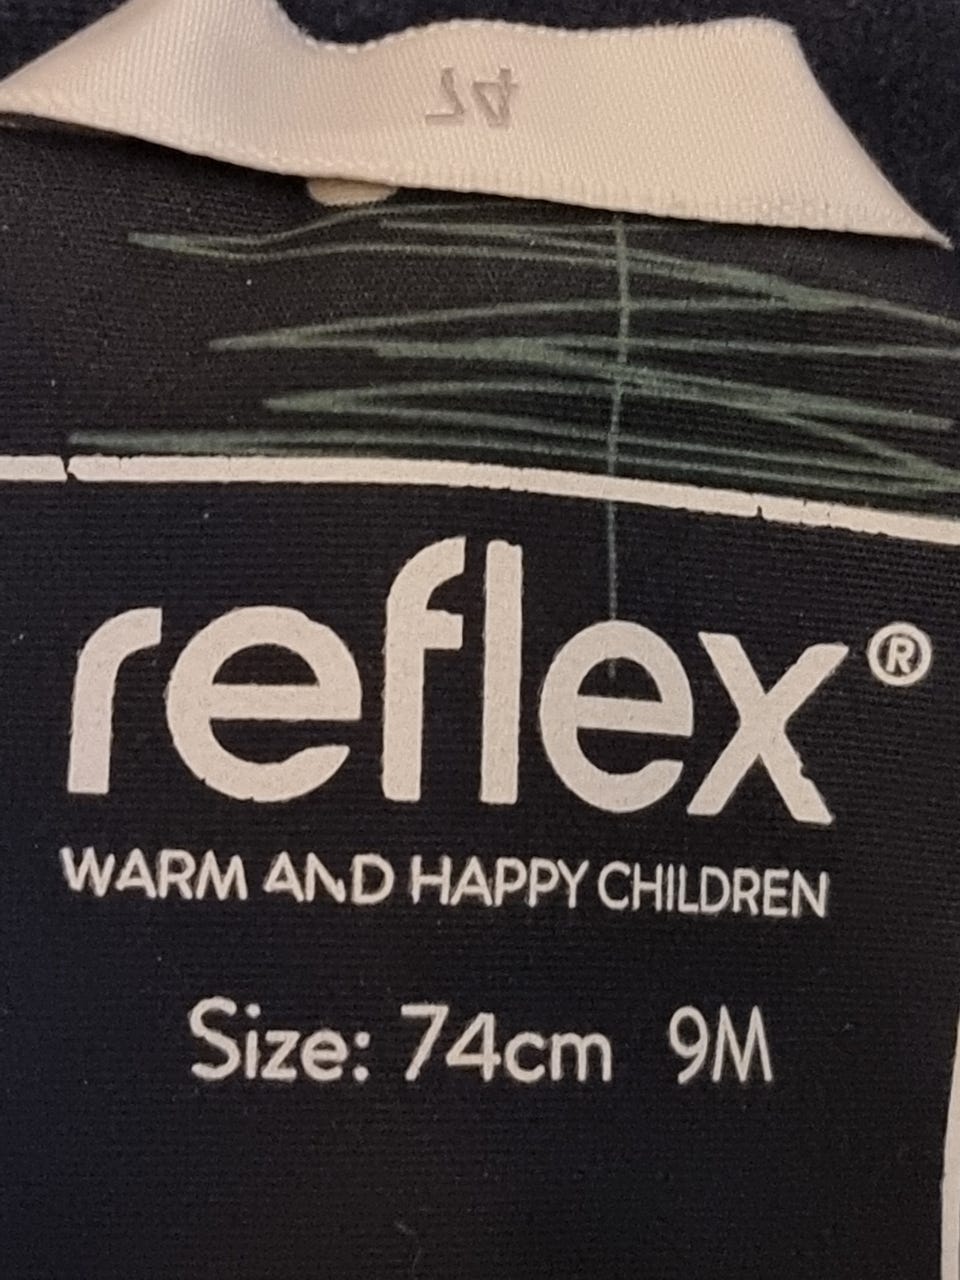 74
reflex®
WARM AND HAPPY CHILDREN
Size: 74cm 9M